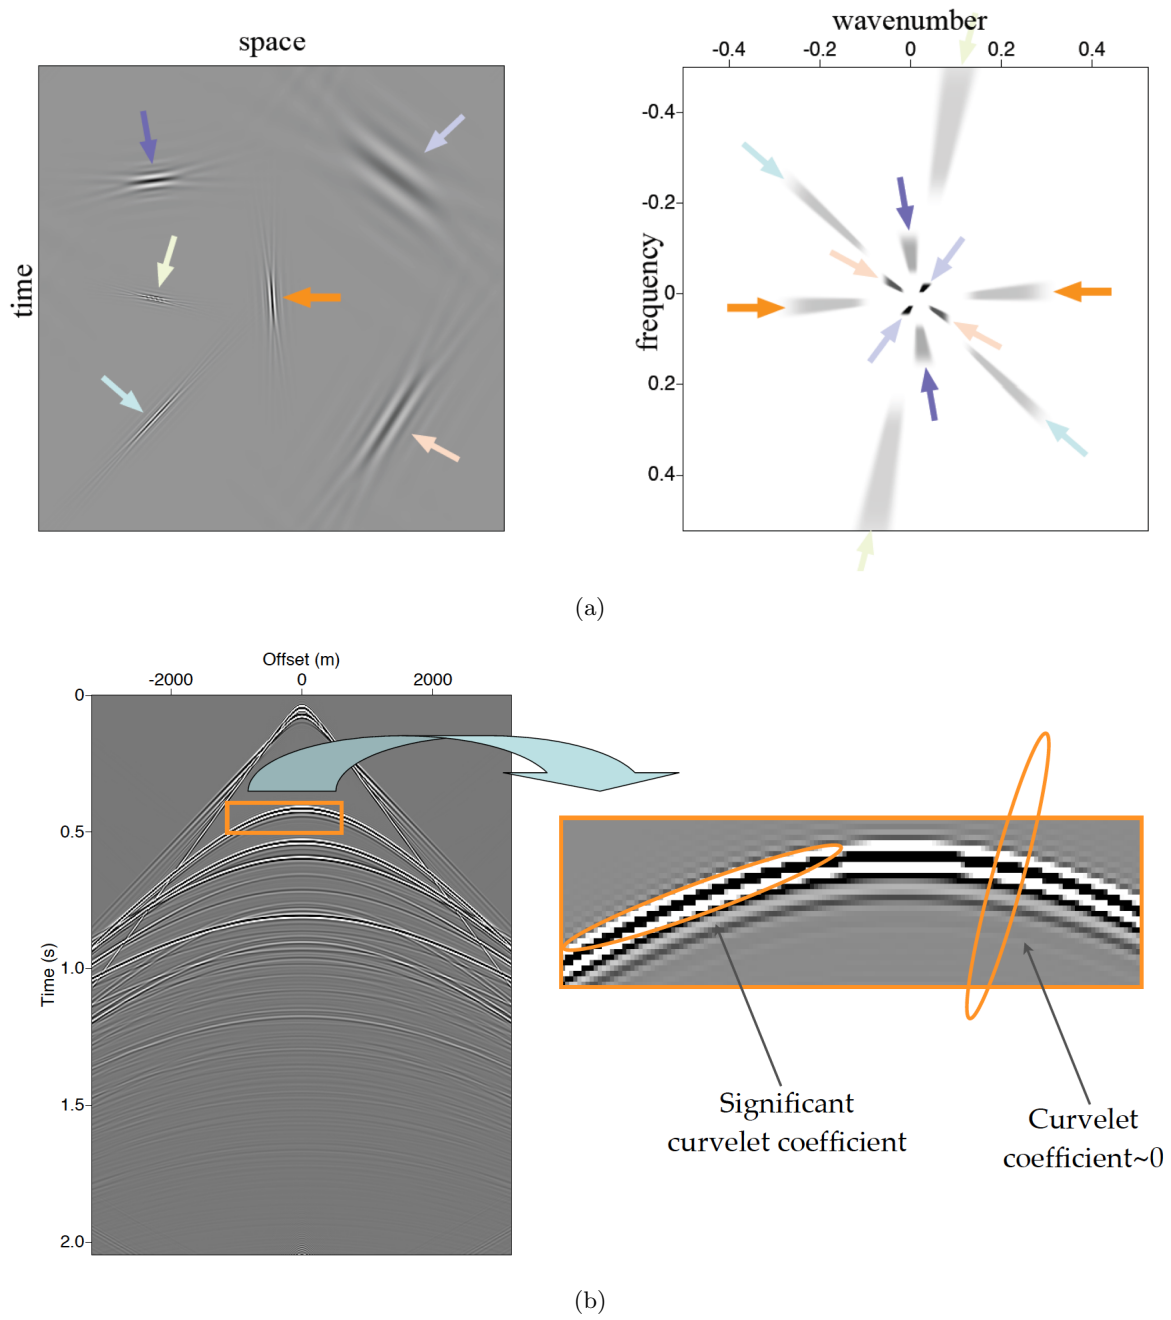 space
time
wavenumber
-0.4 -0.2 0 0.2 0.4
frequency
-0.4
-0.2
0
0.2
0.4
(a)
Offset (m)
-2000 0 2000
Time (s)
0
0.5
1.0
1.5
2.0
Significant
curvelet coefficient
Curvelet
coefficient~0
(b)